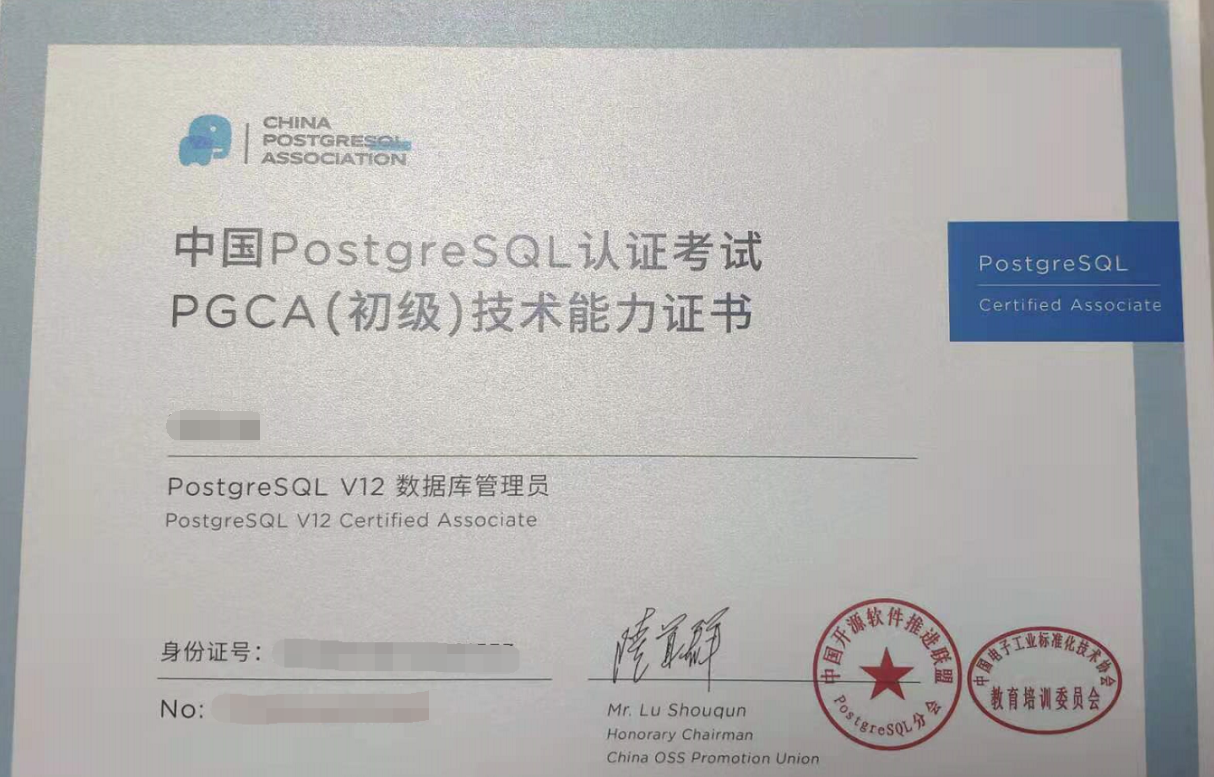 CHINA
POSTGRESQL
ASSOCIATION
中国PostgreSQL认证考试
PGCA(初级)技术能力证书
PostgreSQL
Certified Associate
PostgreSQL V12 数据库管理员
PostgreSQL V12 Certified Associate
身份证号:
No:
陆首群
Mr. Lu Shouqun
Honorary Chairman
China OSS Promotion Union
中国开源软件推进联盟
PostgreSQL分会
中国电子工业标准化技术协会
教育培训委员会